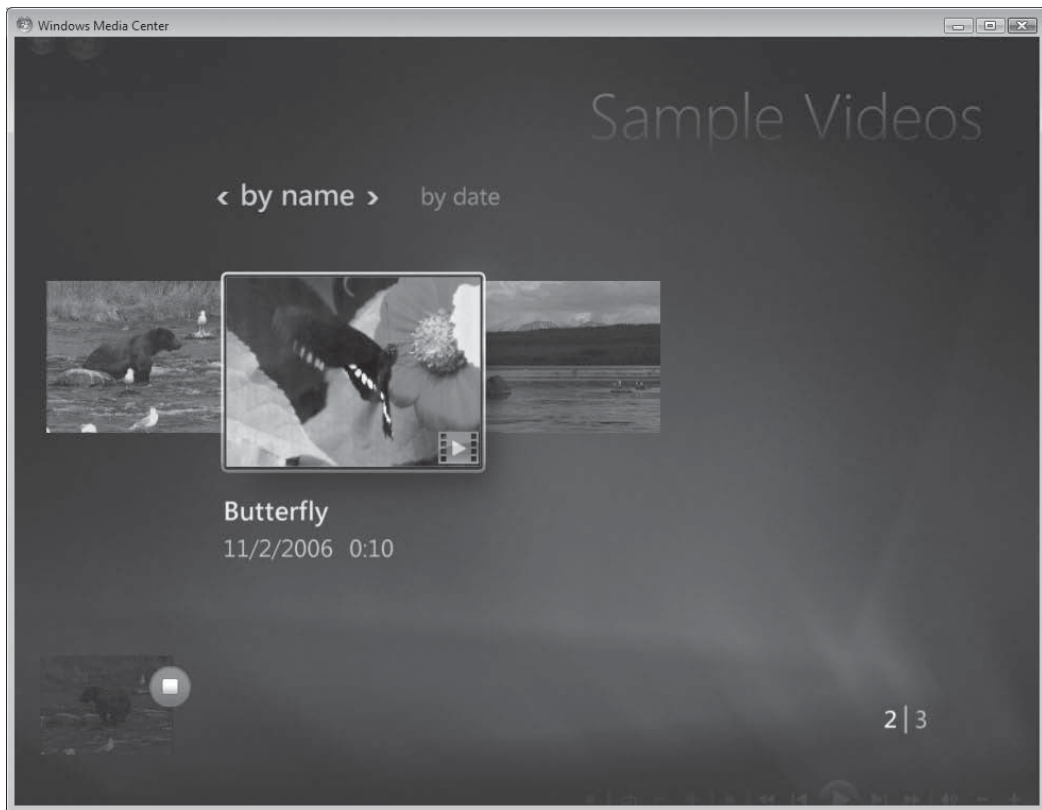 Windows Media Center
Sample Videos
‹ by name › by date
Butterfly
11/2/2006 0:10
2|3